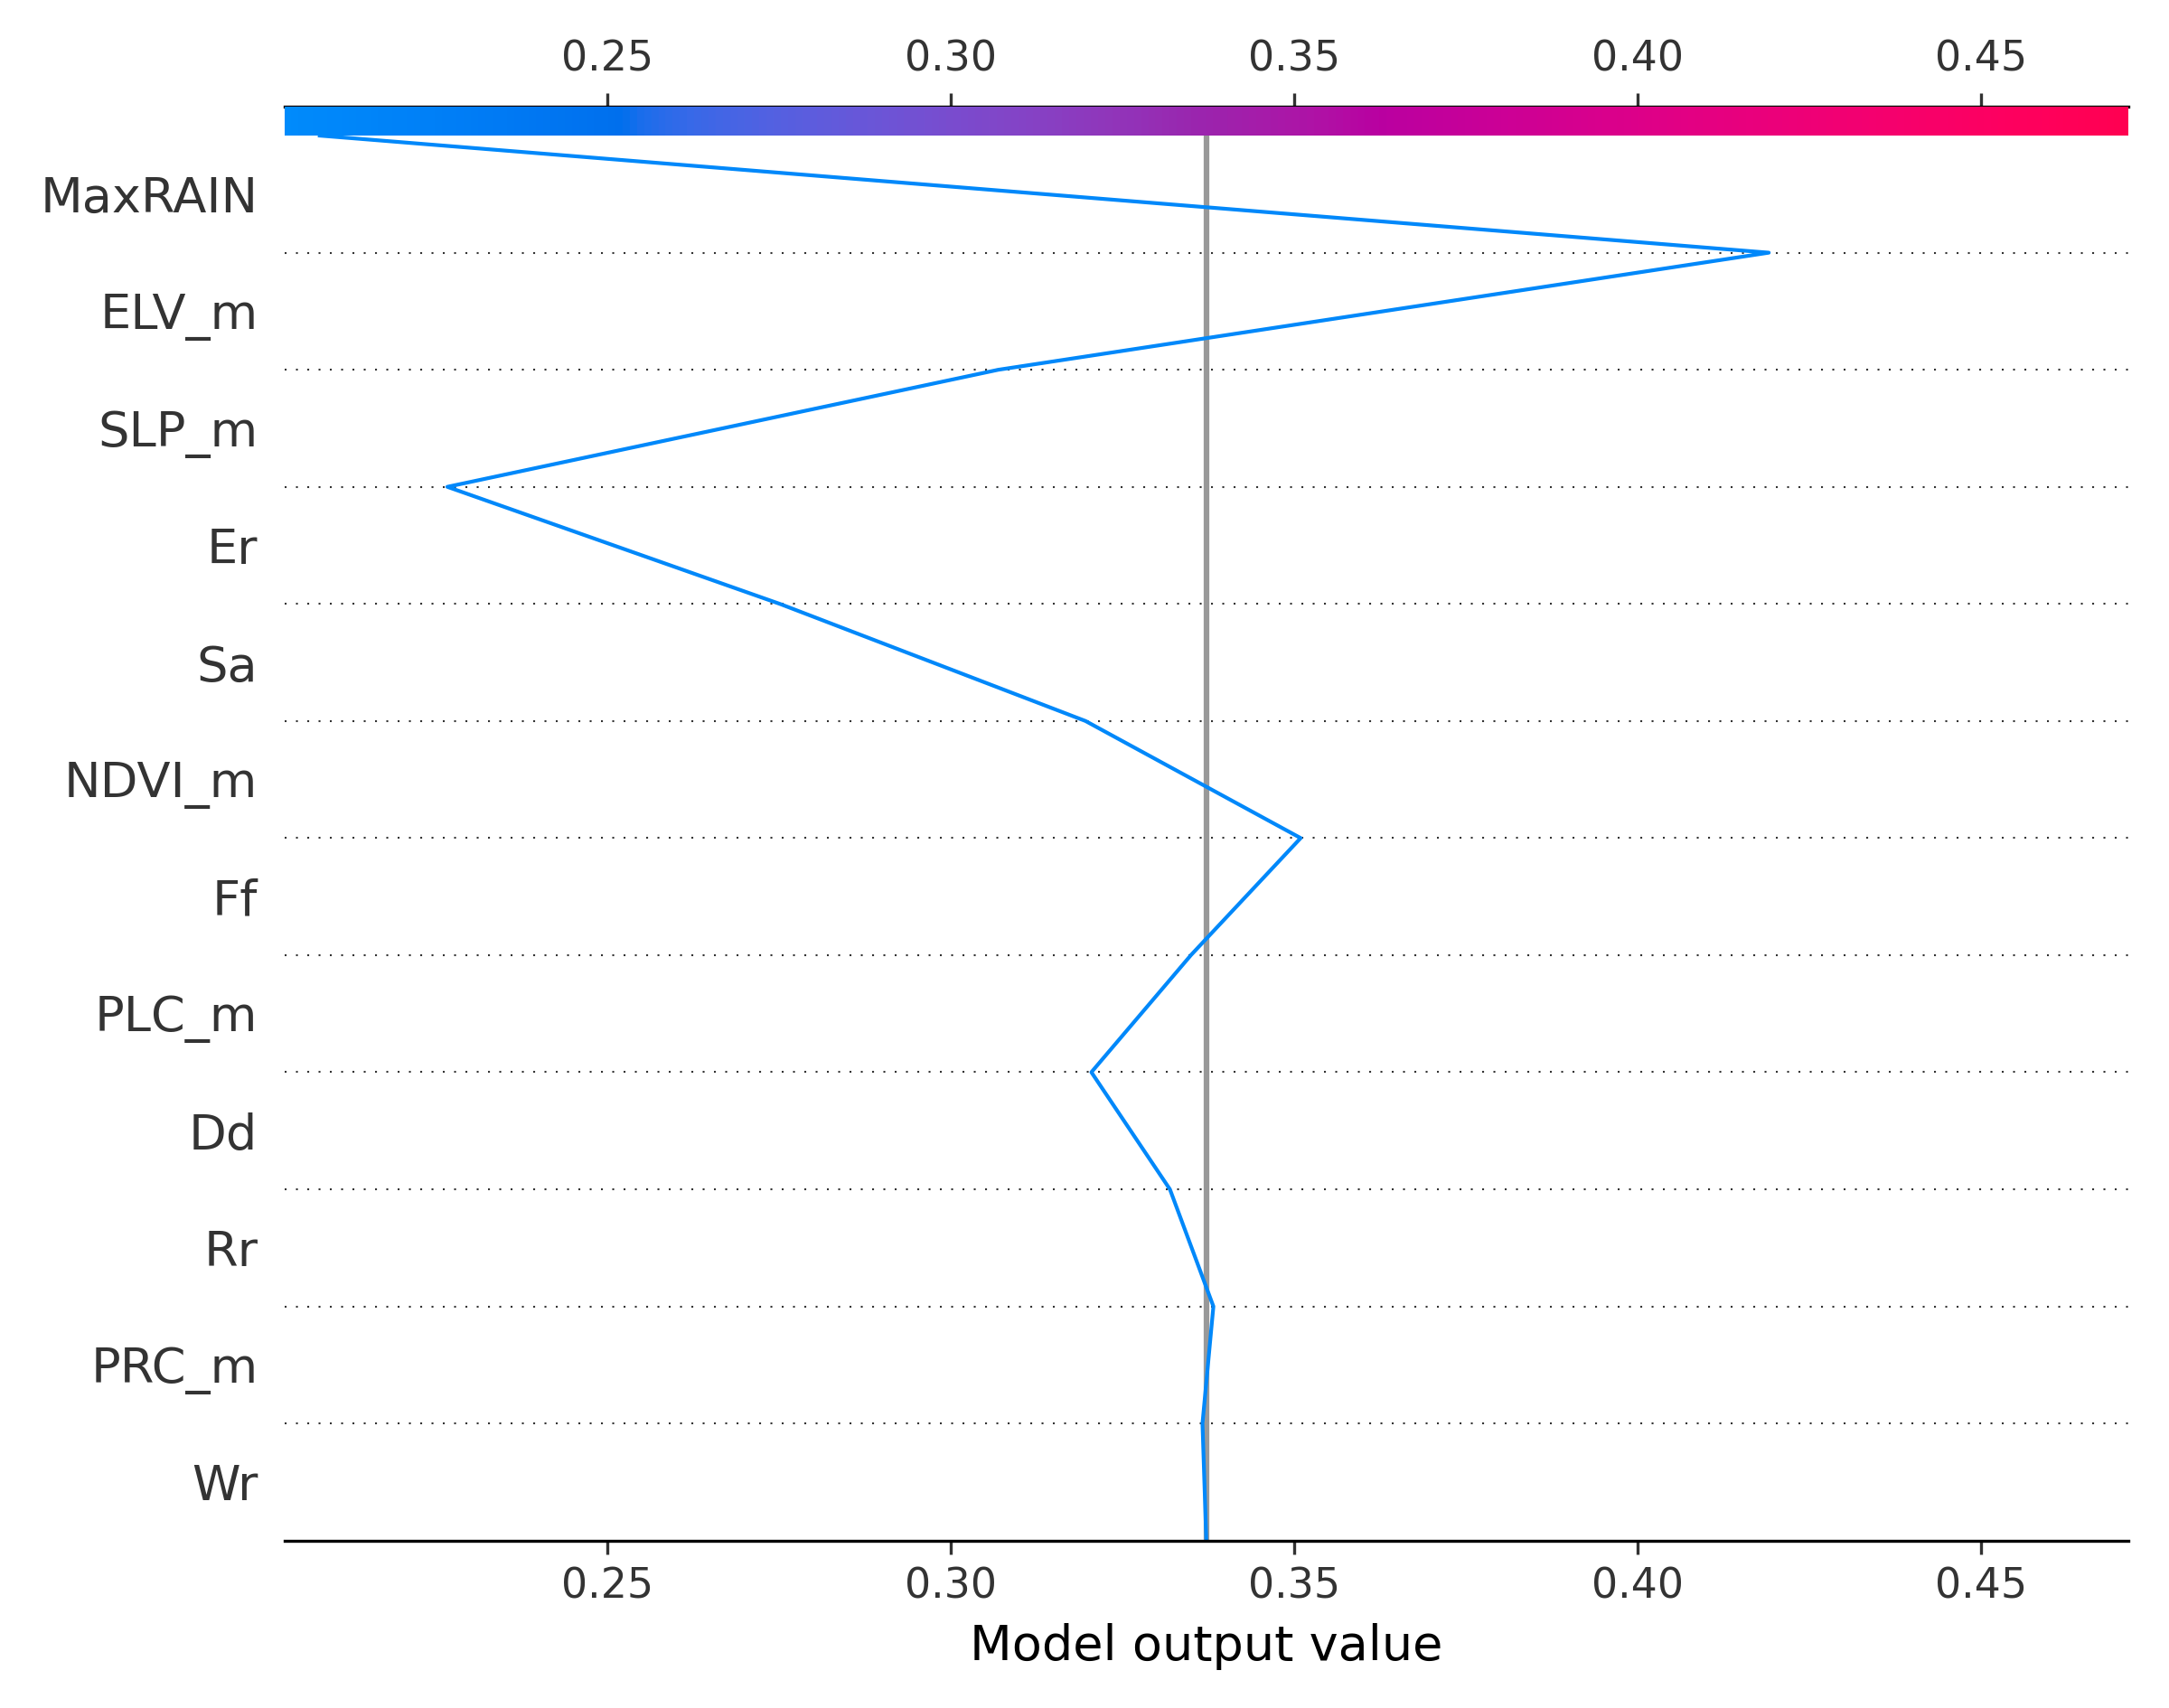 0.25 0.30 0.35 0.40 0.45
MaxRAIN
ELV_m
SLP_m
Er
Sa
NDVI_m
Ff
PLC_m
Dd
Rr
PRC_m
Wr
0.25 0.30 0.35 0.40 0.45
Model output value